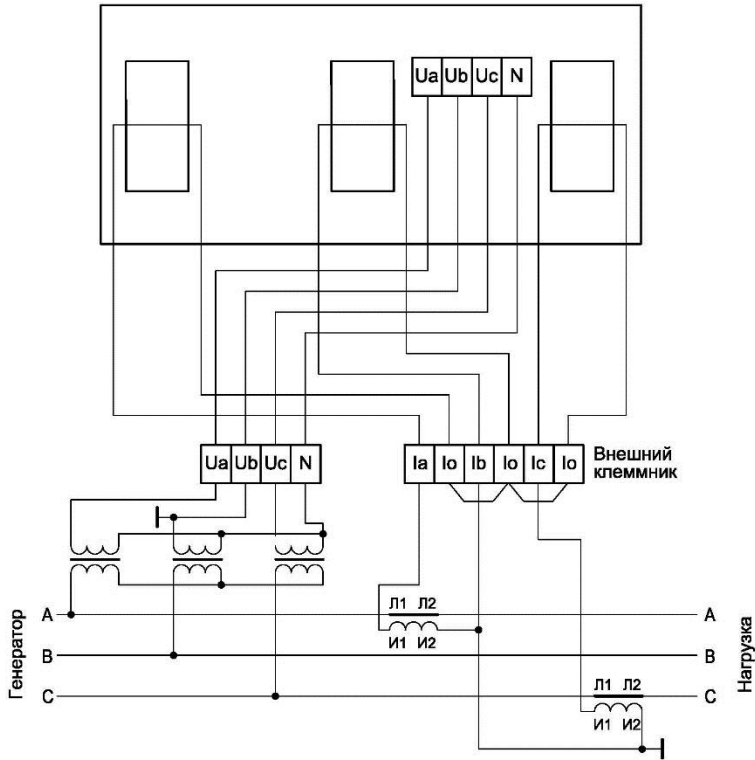 Ua Ub Uc N
Ua Ub Uc N
Ia Io Ib Io Ic Io
Внешний
клеммник
Генератор
A Л1 Л2 A
И1 И2
B B
C Л1 Л2 C
И1 И2
Нагрузка